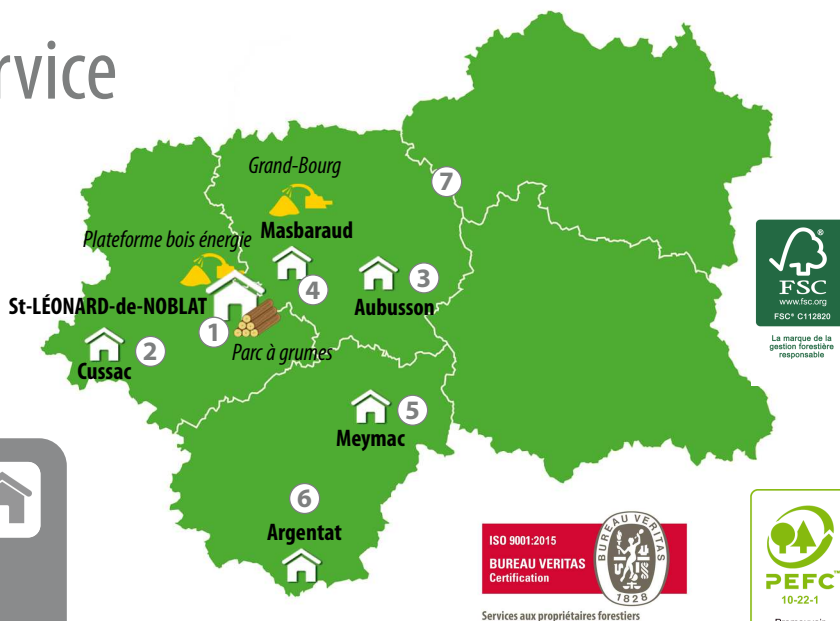 rvice
Grand-Bourg
7
Masbaraud
Plateforme bois énergie
4
3
Aubusson
St-LÉONARD-de-NOBLAT
1
Parc à grumes
2
Cussac
5
Meymac
6
Argentat
FSC
www.fsc.org
FSC® C112820
La marque de la
gestion forestière
responsable
ISO 9001:2015
BUREAU VERITAS
Certification
BUREAU VERITAS
1828
Services aux propriétaires forestiers
PEFC™
10-22-1